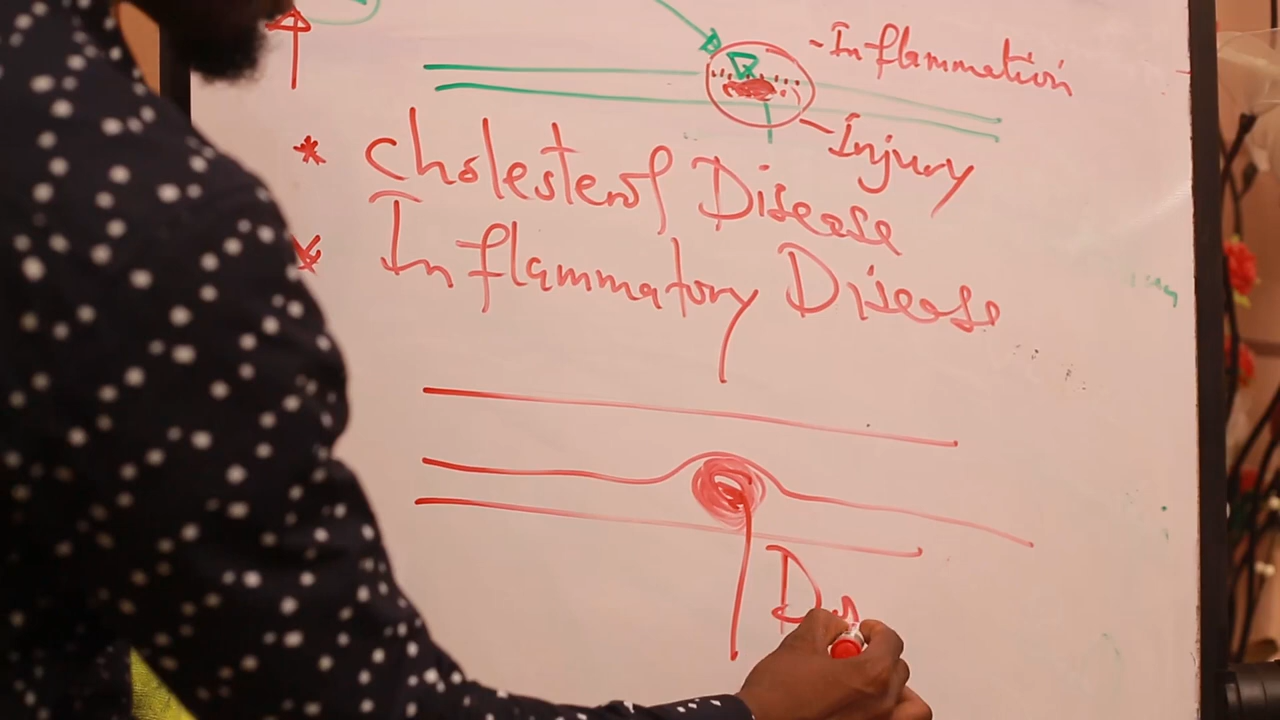 - Inflammation
- Injury
* Cholesterol Disease
Inflammatory Disease